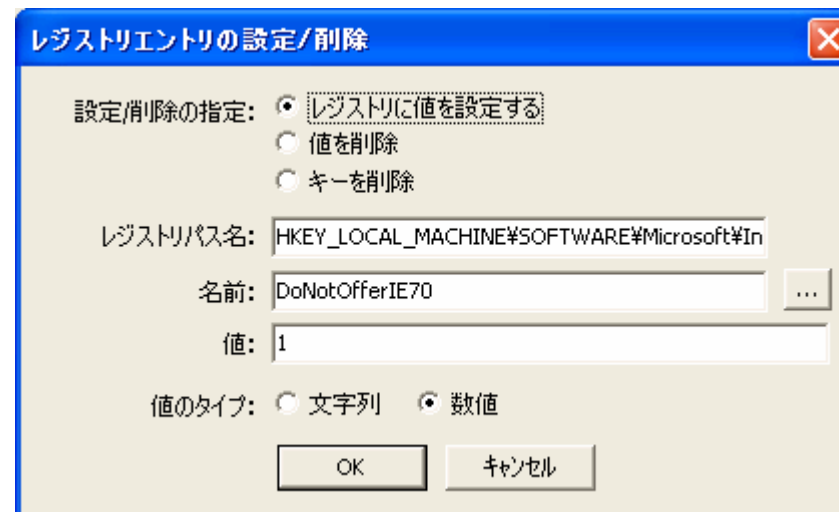 レジストリエントリの設定/削除
設定/削除の指定: レジストリに値を設定する
値を削除
キーを削除
レジストリパス名: HKEY_LOCAL_MACHINE¥SOFTWARE¥Microsoft¥In
名前: DoNotOfferIE70 ...
値: 1
値のタイプ: 文字列 数値
OK キャンセル